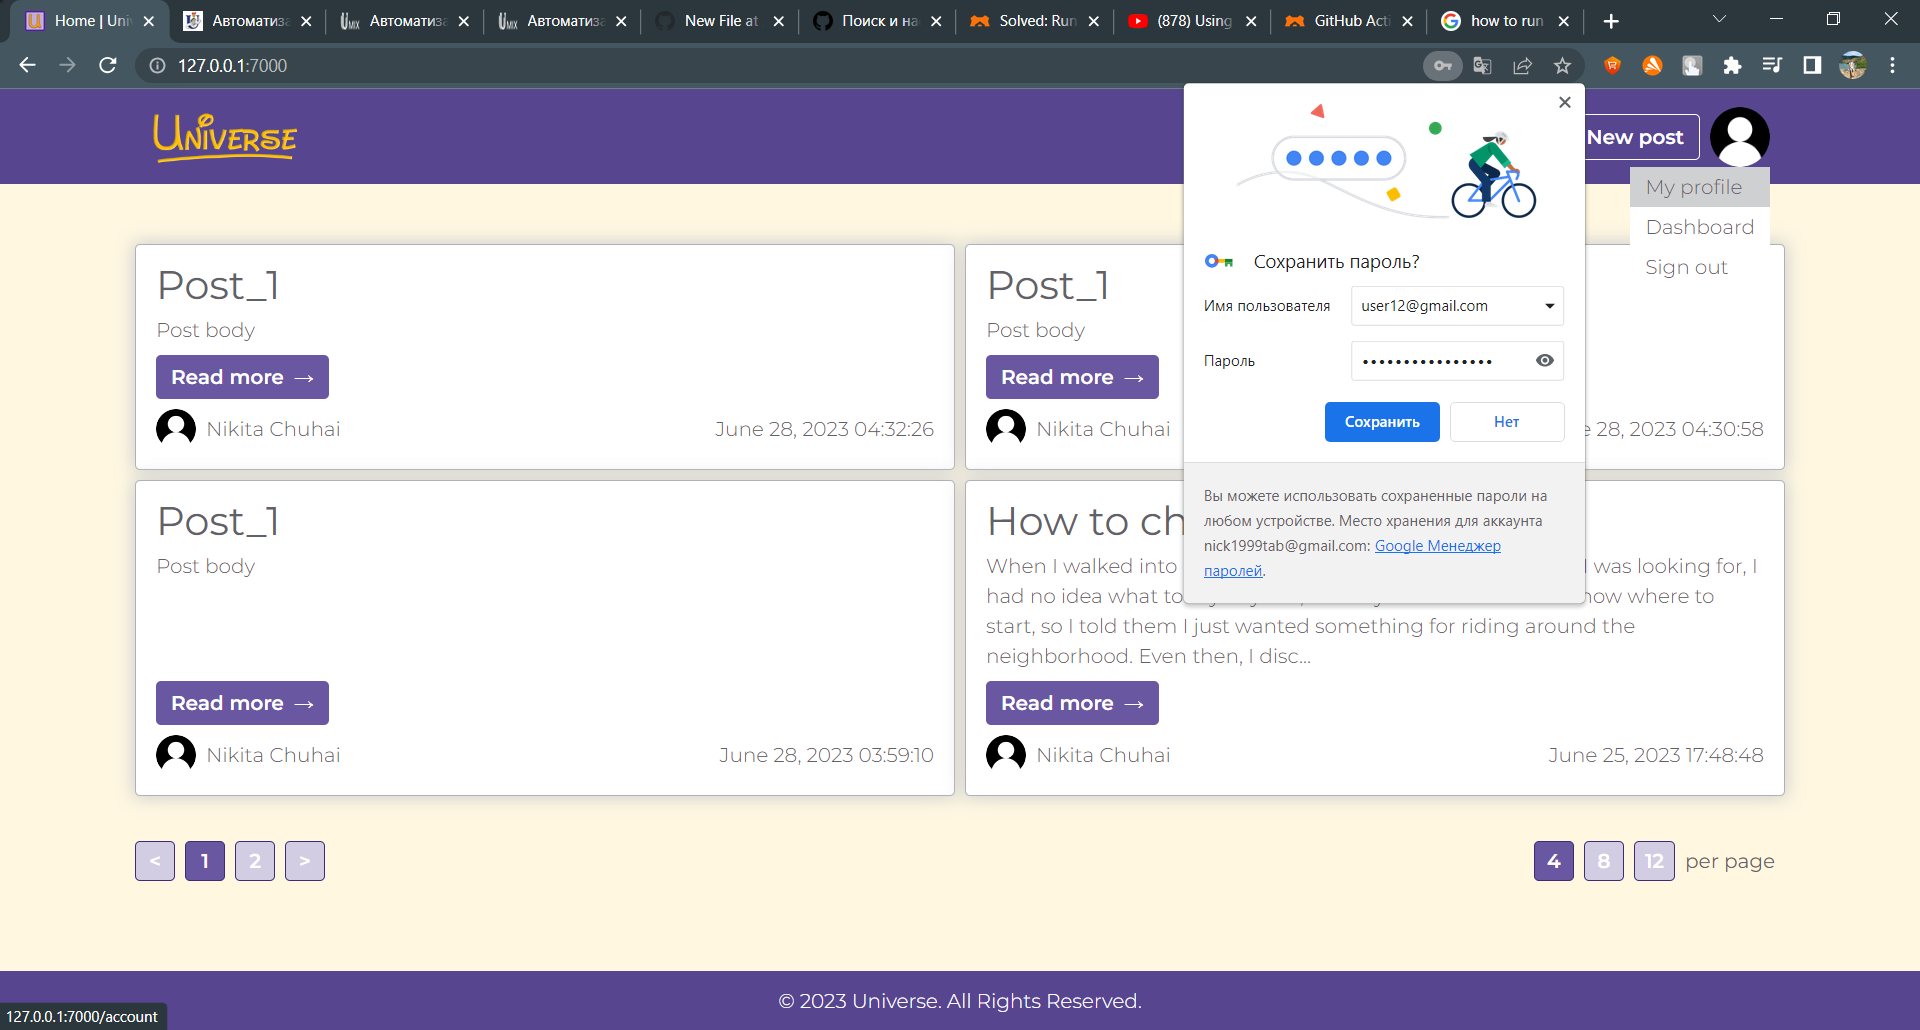 Home | Uni
Автоматиза
Автоматиза
Автоматиза
New File at
Поиск и на
Solved: Run
(878) Using
GitHub Acti
how to run
127.0.0.1:7000
UNIVERSE
New post
My profile
Dashboard
Sign out
Сохранить пароль?
Имя пользователя
user12@gmail.com
Пароль
Сохранить
Нет
Вы можете использовать сохраненные пароли на
любом устройстве. Место хранения для аккаунта
nick1999tab@gmail.com: Google Менеджер
паролей.
Post_1
Post body
Read more →
Nikita Chuhai
June 28, 2023 04:32:26
Post_1
Post body
Read more →
Nikita Chuhai
28, 2023 04:30:58
Post_1
Post body
Read more →
Nikita Chuhai
June 28, 2023 03:59:10
How to ch
When I walked into I was looking for, I
had no idea what to now where to
start, so I told them I just wanted something for riding around the
neighborhood. Even then, I disc...
Read more →
Nikita Chuhai
June 25, 2023 17:48:48
< 1 2 >
4 8 12 per page
© 2023 Universe. All Rights Reserved.
127.0.0.1:7000/account